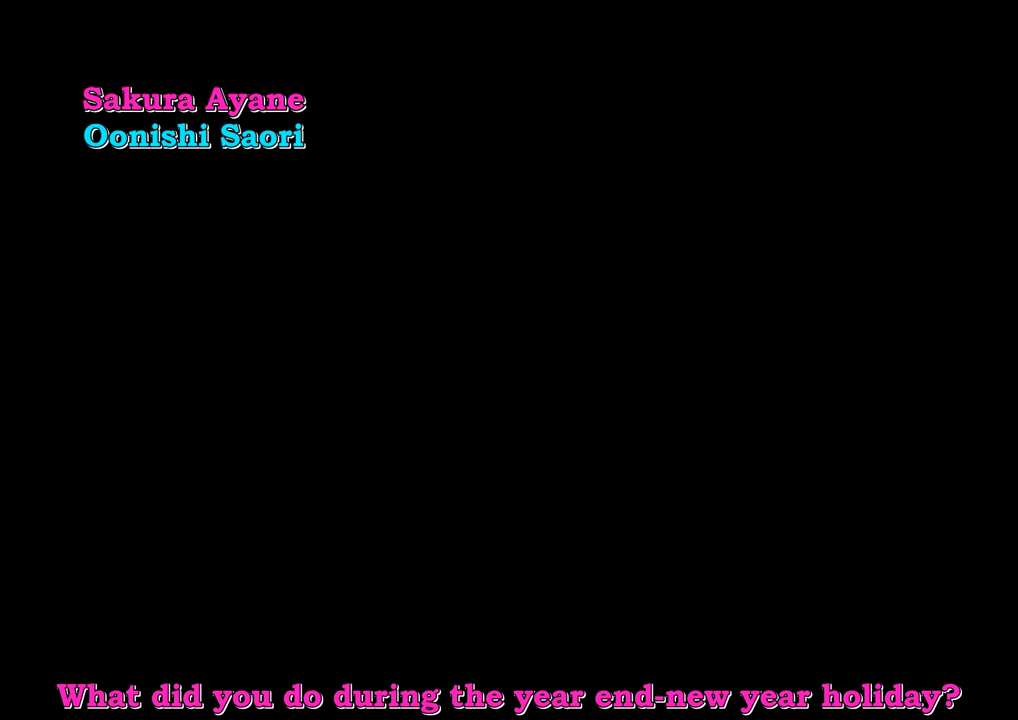 Sakura Ayane
Oonishi Saori
What did you do during the year end-new year holiday?